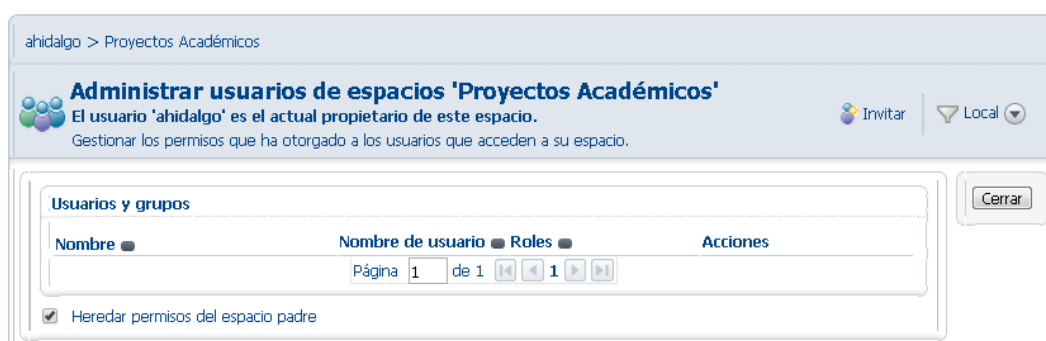 ahidalgo > Proyectos Académicos
Administrar usuarios de espacios 'Proyectos Académicos'
El usuario 'ahidalgo' es el actual propietario de este espacio.
Gestionar los permisos que ha otorgado a los usuarios que acceden a su espacio.
Invitar
Local
Cerrar
Usuarios y grupos
Nombre Nombre de usuario Roles Acciones
Página 1 de 1 1
Heredar permisos del espacio padre